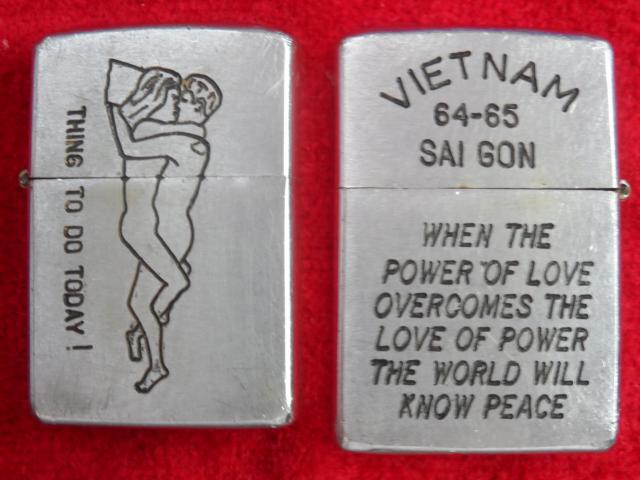 THING TO DO TODAY!
VIETNAM
64-65
SAI GON
WHEN THE
POWER OF LOVE
OVERCOMES THE
LOVE OF POWER
THE WORLD WILL
KNOW PEACE